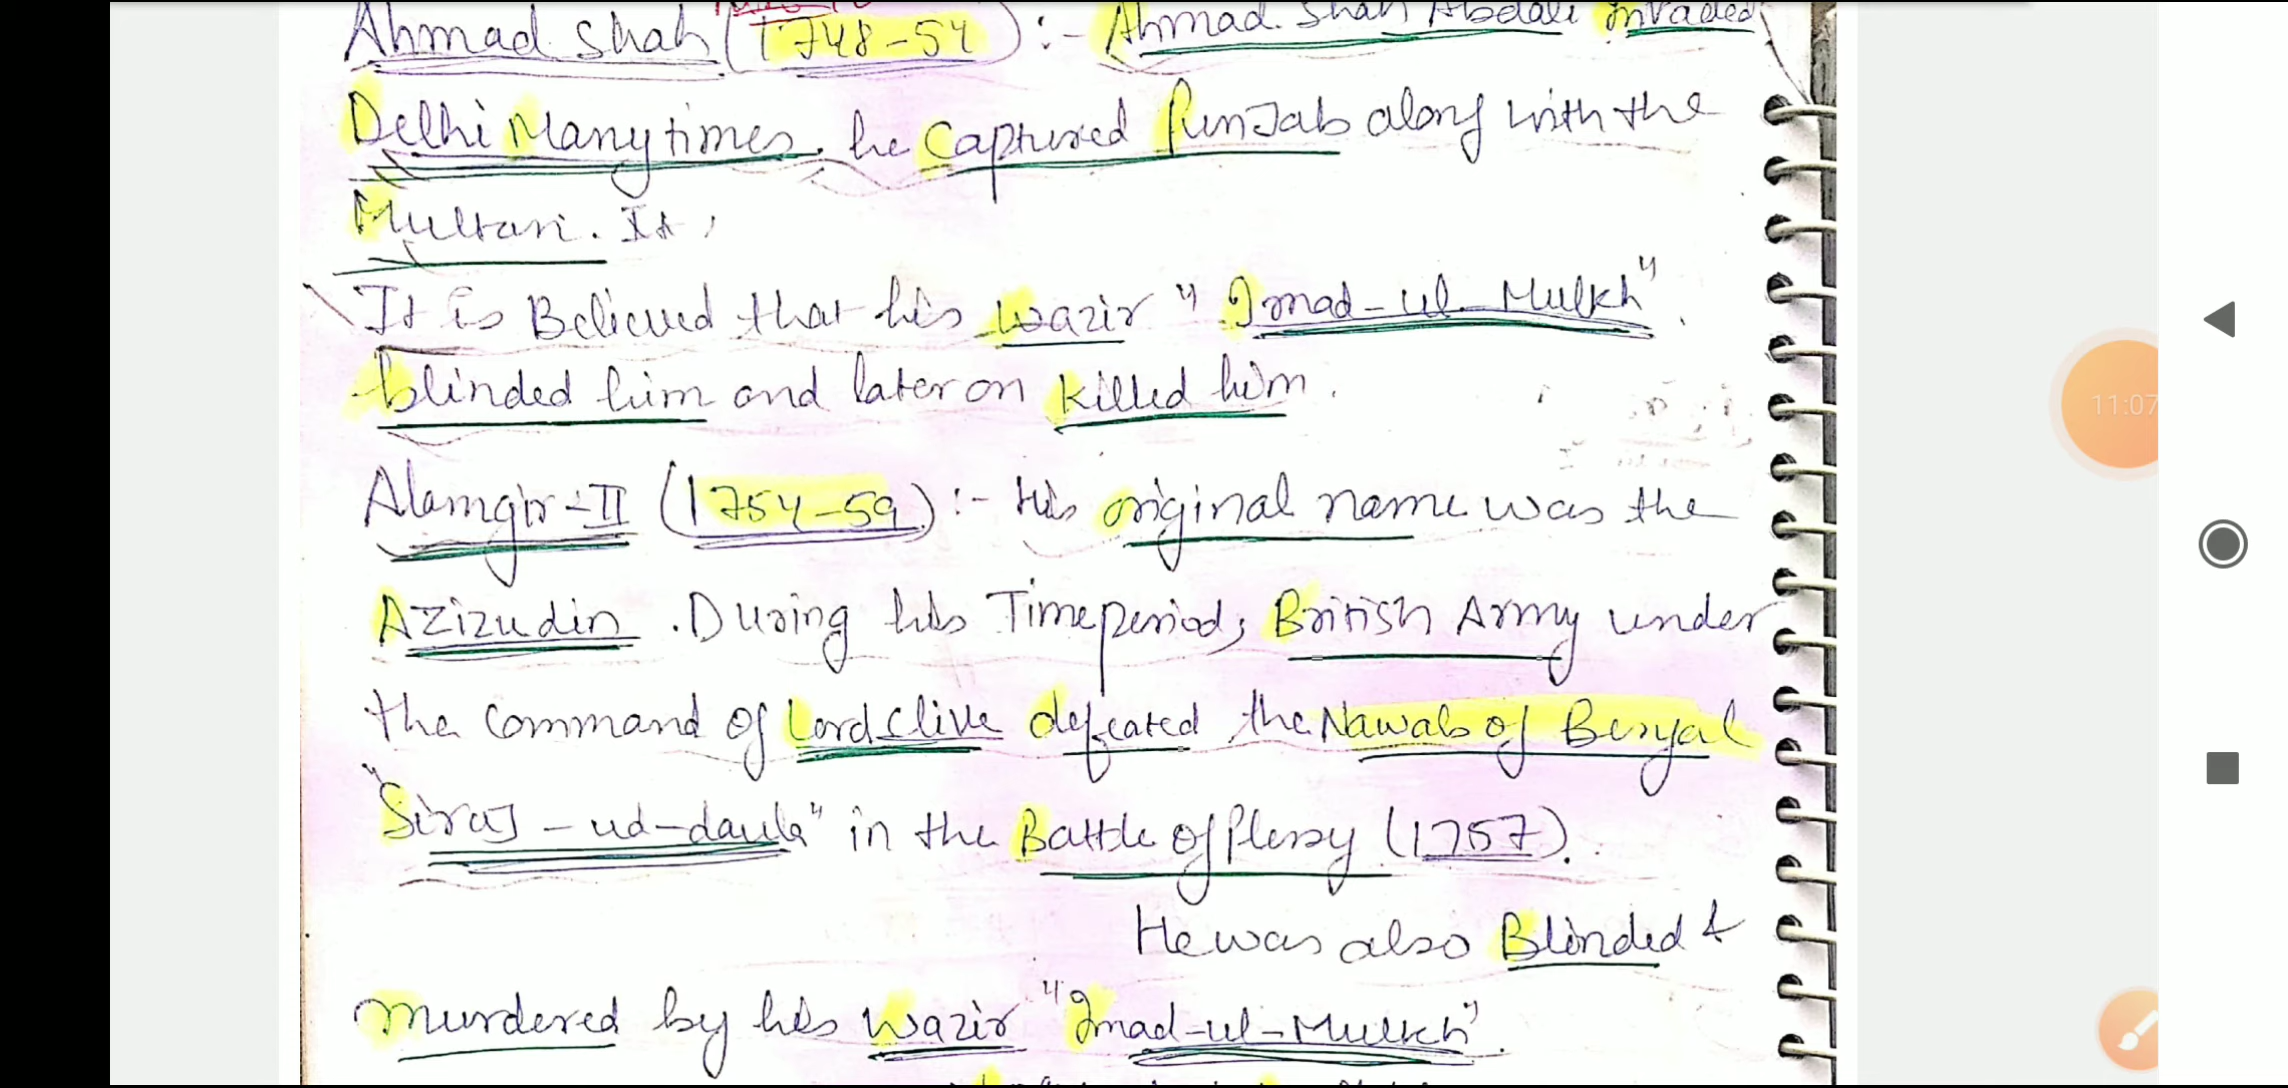 Ahmad Shah (1748-54) :- Ahmad Shah Abdali invaded
Delhi Many times. he Captured PunJab along with the
Multan. It,
It is Believed that his wazir "Imad-ul-Mulkh".
blinded him and later on killed him.
11:07
Alamgir-II (1754-59) :- His original name was the
Azizudin. During his Time period, British Army under
the command of Lord Clive defeated the Nawab of Bengal
"Siraj-ud-daula" in the Battle of Plessy (1757).
He was also Blinded &
murdered by his wazir "Imad-ul-Mulkh".